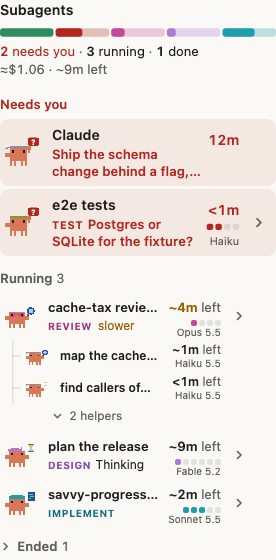 Subagents
2 needs you · 3 running · 1 done
≈$1.06 · ~9m left
Needs you
Claude
12m
Ship the schema
change behind a flag,...
e2e tests
<1m
TEST Postgres or
SQLite for the fixture?
Haiku
Running 3
cache-tax revie...
~4m left
REVIEW slower
Opus 5.5
map the cache...
~1m left
Haiku 5.5
find callers of...
<1m left
Haiku 5.5
2 helpers
plan the release
~9m left
DESIGN Thinking
Fable 5.2
savvy-progress...
~2m left
IMPLEMENT
Sonnet 5.5
Ended 1